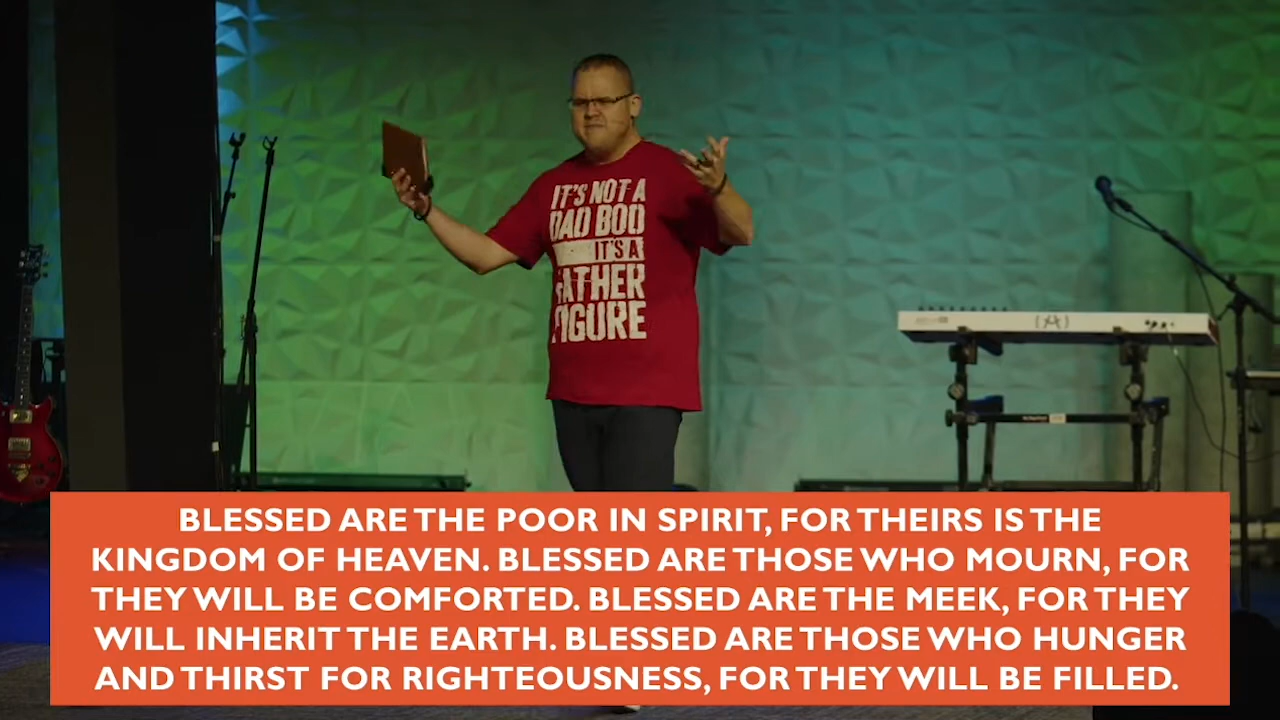 IT'S NOT A
DAD BOD
IT'S A
FATHER
FIGURE
BLESSED ARE THE POOR IN SPIRIT, FOR THEIRS IS THE
KINGDOM OF HEAVEN. BLESSED ARE THOSE WHO MOURN, FOR
THEY WILL BE COMFORTED. BLESSED ARE THE MEEK, FOR THEY
WILL INHERIT THE EARTH. BLESSED ARE THOSE WHO HUNGER
AND THIRST FOR RIGHTEOUSNESS, FOR THEY WILL BE FILLED.